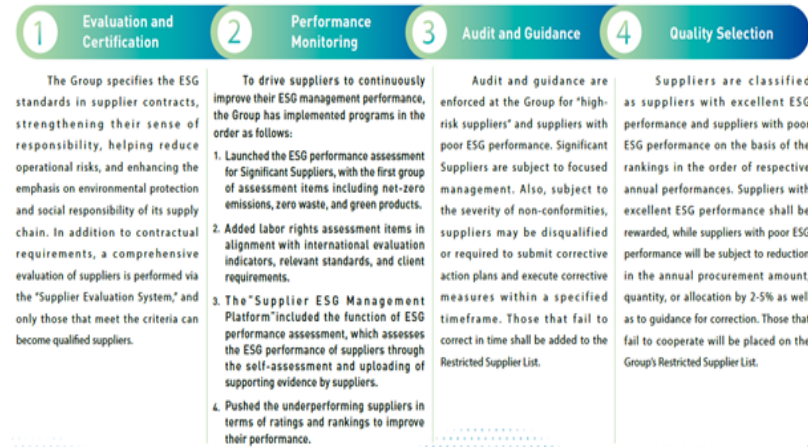 1
Evaluation and
Certification
The Group specifies the ESG
standards in supplier contracts,
strengthening their sense of
responsibility, helping reduce
operational risks, and enhancing the
emphasis on environmental protection
and social responsibility of its supply
chain. In addition to contractual
requirements, a comprehensive
evaluation of suppliers is performed via
the "Supplier Evaluation System," and
only those that meet the criteria can
become qualified suppliers.
2
Performance
Monitoring
To drive suppliers to continuously
improve their ESG management performance,
the Group has implemented programs in the
order as follows:
1. Launched the ESG performance assessment
for Significant Suppliers, with the first group
of assessment items including net-zero
emissions, zero waste, and green products.
2. Added labor rights assessment items in
alignment with international evaluation
indicators, relevant standards, and client
requirements.
3. The "Supplier ESG Management
Platform" included the function of ESG
performance assessment, which assesses
the ESG performance of suppliers through
the self-assessment and uploading of
supporting evidence by suppliers.
4. Pushed the underperforming suppliers in
terms of ratings and rankings to improve
their performance.
3
Audit and Guidance
Audit and guidance are
enforced at the Group for "high-
risk suppliers" and suppliers with
poor ESG performance. Significant
Suppliers are subject to focused
management. Also, subject to
the severity of non-conformities,
suppliers may be disqualified
or required to submit corrective
action plans and execute corrective
measures within a specified
timeframe. Those that fail to
correct in time shall be added to the
Restricted Supplier List.
4
Quality Selection
Suppliers are classified
as suppliers with excellent ESG
performance and suppliers with poor
ESG performance on the basis of the
rankings in the order of respective
annual performances. Suppliers with
excellent ESG performance shall be
rewarded, while suppliers with poor ESG
performance will be subject to reduction
in the annual procurement amount,
quantity, or allocation by 2-5% as well
as to guidance for correction. Those that
fail to cooperate will be placed on the
Group's Restricted Supplier List.